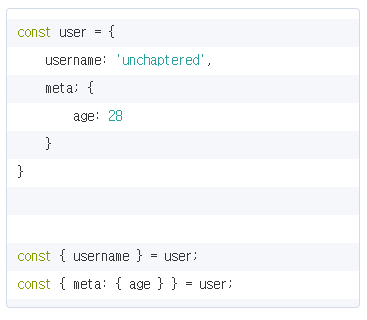 const user = {
    username: 'unchaptered',
    meta; {
        age: 28
    }
}
const { username } = user;
const { meta: { age } } = user;